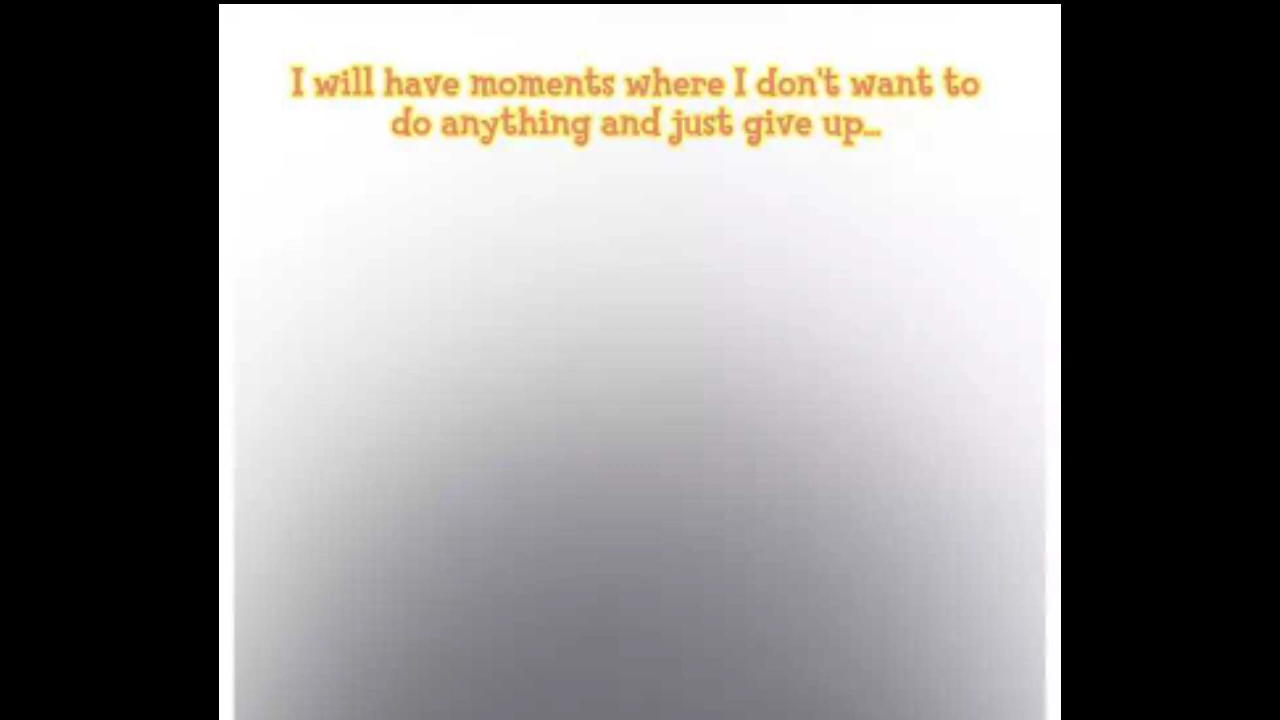 I will have moments where I don't want to
do anything and just give up...